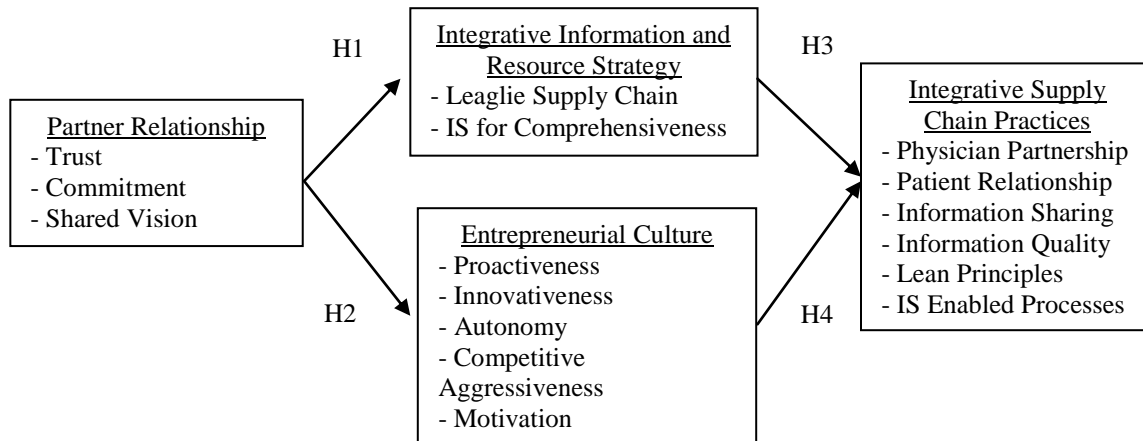 Partner Relationship
- Trust
- Commitment
- Shared Vision
H1
H2
Integrative Information and
Resource Strategy
- Leaglie Supply Chain
- IS for Comprehensiveness
Entrepreneurial Culture
- Proactiveness
- Innovativeness
- Autonomy
- Competitive
Aggressiveness
- Motivation
H3
H4
Integrative Supply
Chain Practices
- Physician Partnership
- Patient Relationship
- Information Sharing
- Information Quality
- Lean Principles
- IS Enabled Processes